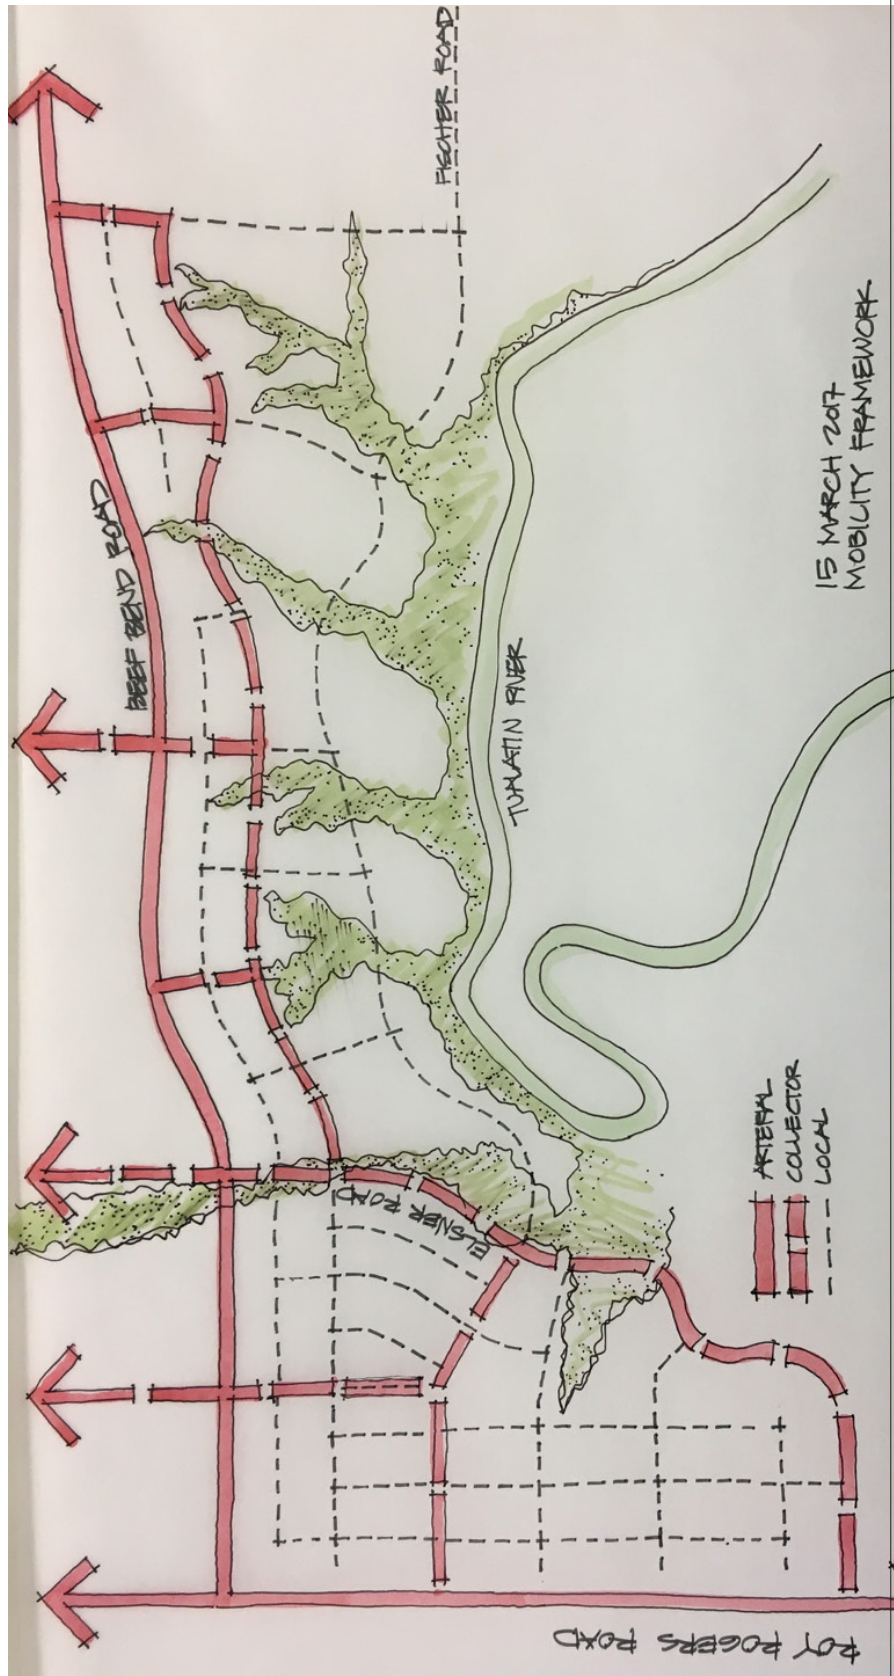 FISCHER ROAD
BEEF BEND ROAD
TUALATIN RIVER
15 MARCH 2017
MOBILITY FRAMEWORK
ELSNER ROAD
ARTERIAL
COLLECTOR
LOCAL
ROY ROGERS ROAD